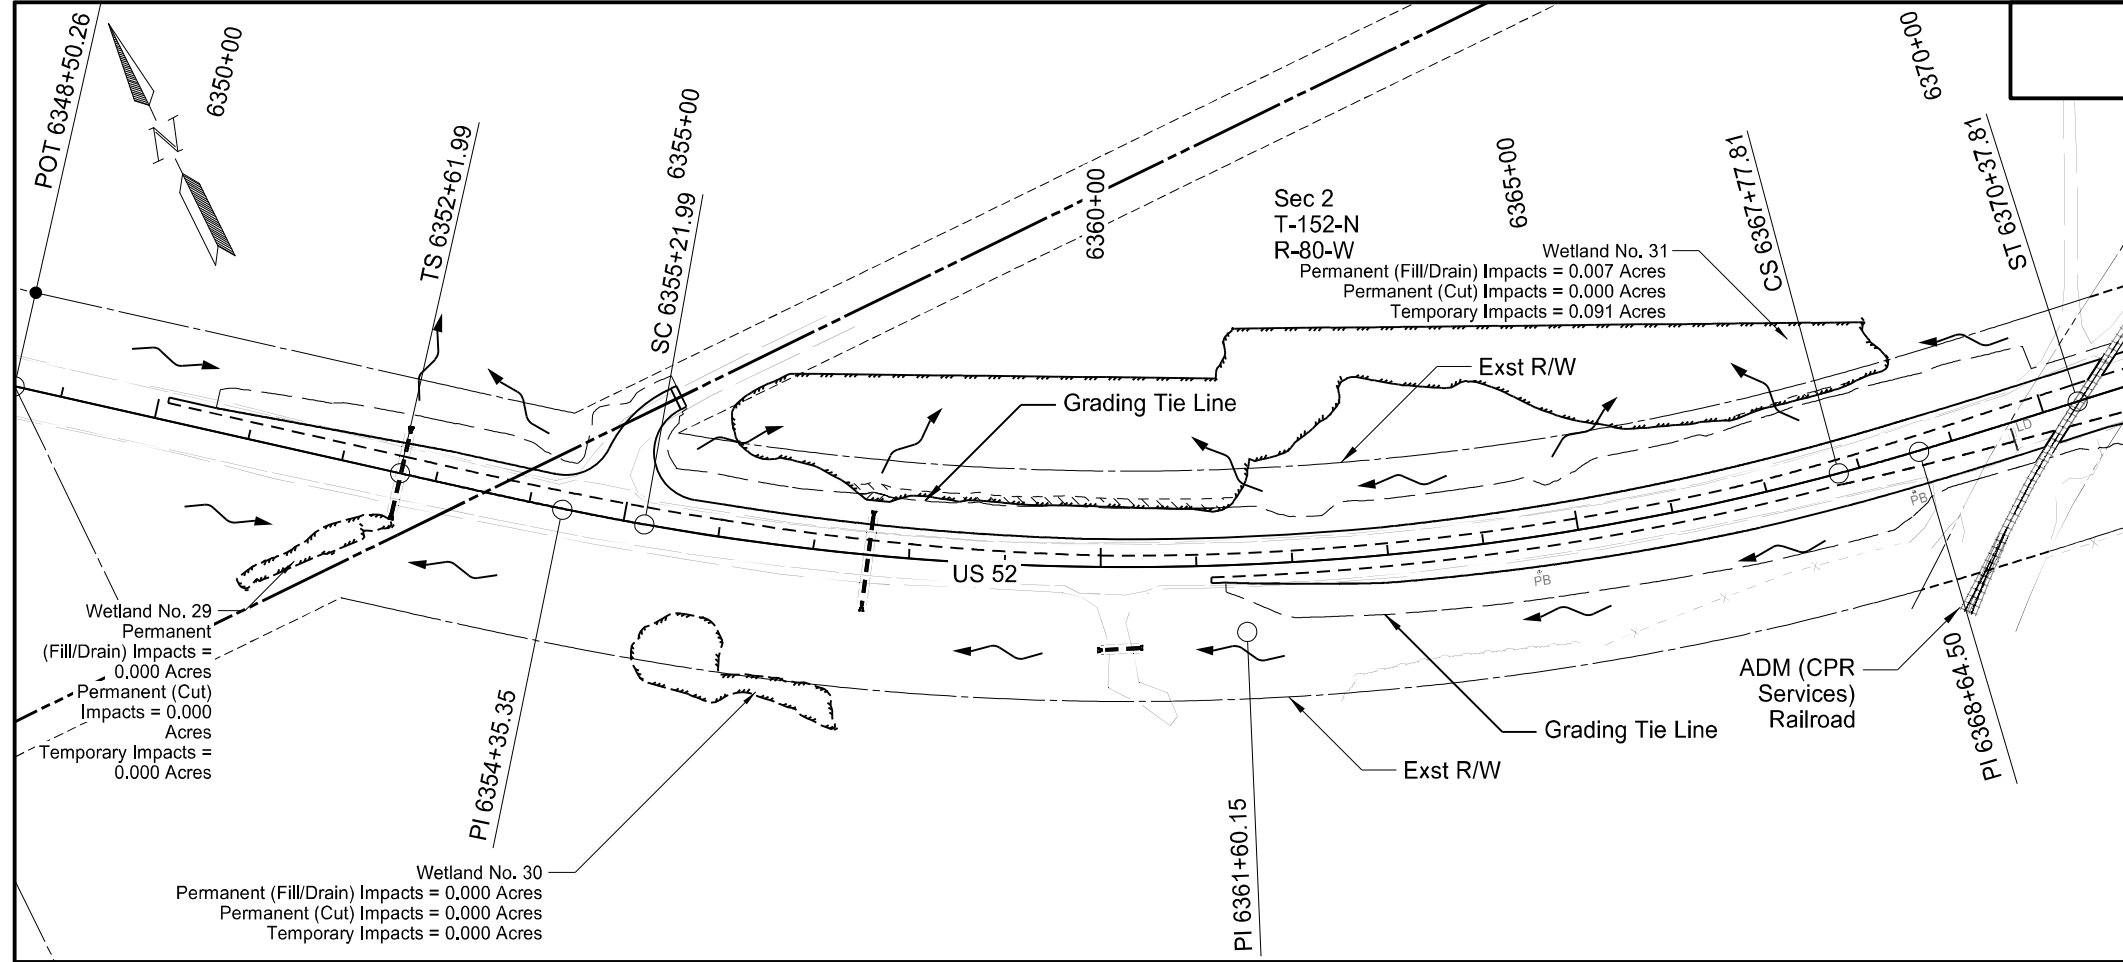 POT 6348+50.26
6350+00
N
TS 6352+61.99
6355+00
SC 6355+21.99
6360+00
Sec 2
T-152-N
R-80-W
6365+00
Wetland No. 31
Permanent (Fill/Drain) Impacts = 0.007 Acres
Permanent (Cut) Impacts = 0.000 Acres
Temporary Impacts = 0.091 Acres
CS 6367+77.81
6370+00
ST 6370+37.81
Exst R/W
Grading Tie Line
LD
PB
PB
US 52
Wetland No. 29
Permanent
(Fill/Drain) Impacts =
0.000 Acres
Permanent (Cut)
Impacts = 0.000
Acres
Temporary Impacts =
0.000 Acres
PI 6354+35.35
Wetland No. 30
Permanent (Fill/Drain) Impacts = 0.000 Acres
Permanent (Cut) Impacts = 0.000 Acres
Temporary Impacts = 0.000 Acres
PI 6361+60.15
Exst R/W
Grading Tie Line
ADM (CPR
Services)
Railroad
PI 6368+64.50